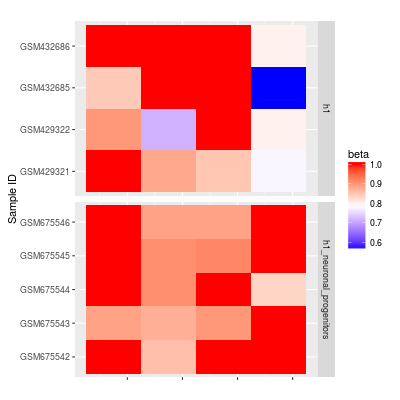 Sample ID
GSM432686
GSM432685
GSM429322
GSM429321
h1
GSM675546
GSM675545
GSM675544
GSM675543
GSM675542
h1_neuronal_progenitors
beta
1.0
0.9
0.8
0.7
0.6